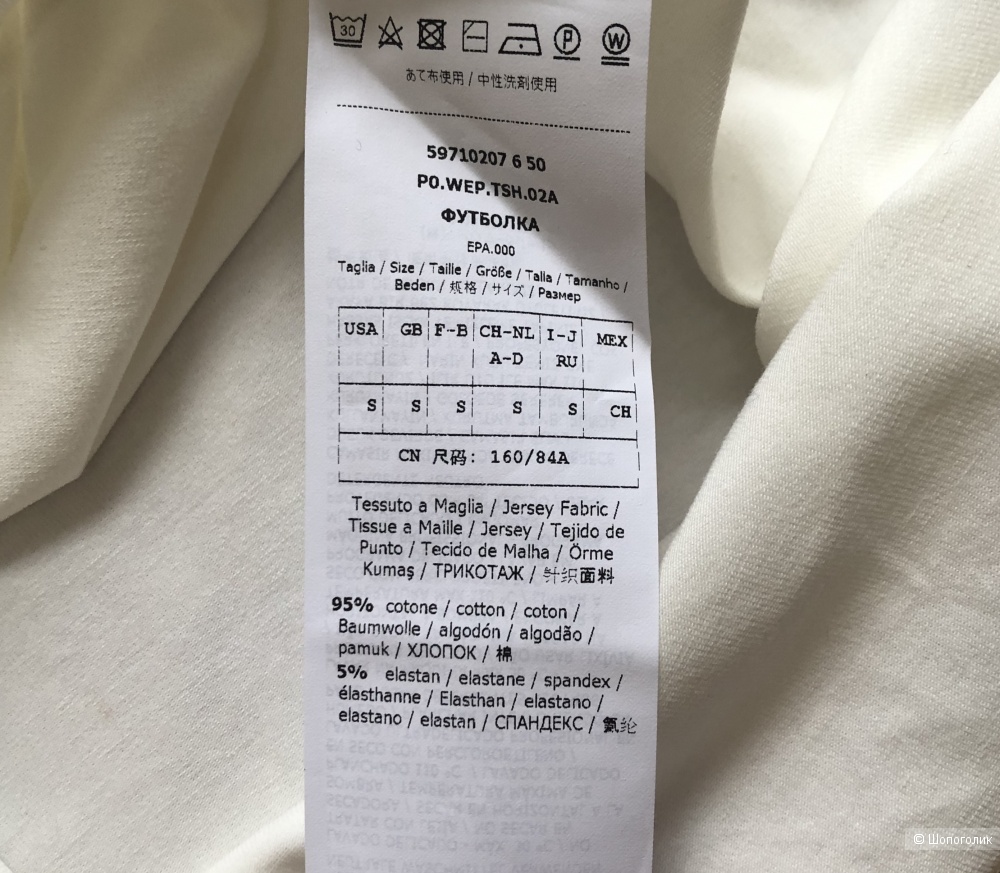 30
P
W
あて布使用 / 中性洗剤使用
59710207 6 50
P0.WEP.TSH.02A
ФУТБОЛКА
EPA.000
Taglia / Size / Taille / Größe / Talla / Tamanho /
Beden / 规格 / サイズ / Размер
USA GB F-B CH-NL I-J MEX
A-D RU
S S S S S CH
CN 尺码: 160/84A
Tessuto a Maglia / Jersey Fabric /
Tissue a Maille / Jersey / Tejido de
Punto / Tecido de Malha / Örme
Kumaş / ТРИКОТАЖ / 针织面料
95% cotone / cotton / coton /
Baumwolle / algodón / algodão /
pamuk / ХЛОПОК / 棉
5% elastan / elastane / spandex /
élasthanne / Elasthan / elastano /
elastano / elastan / СПАНДЕКС / 氨纶
© Шопоголик